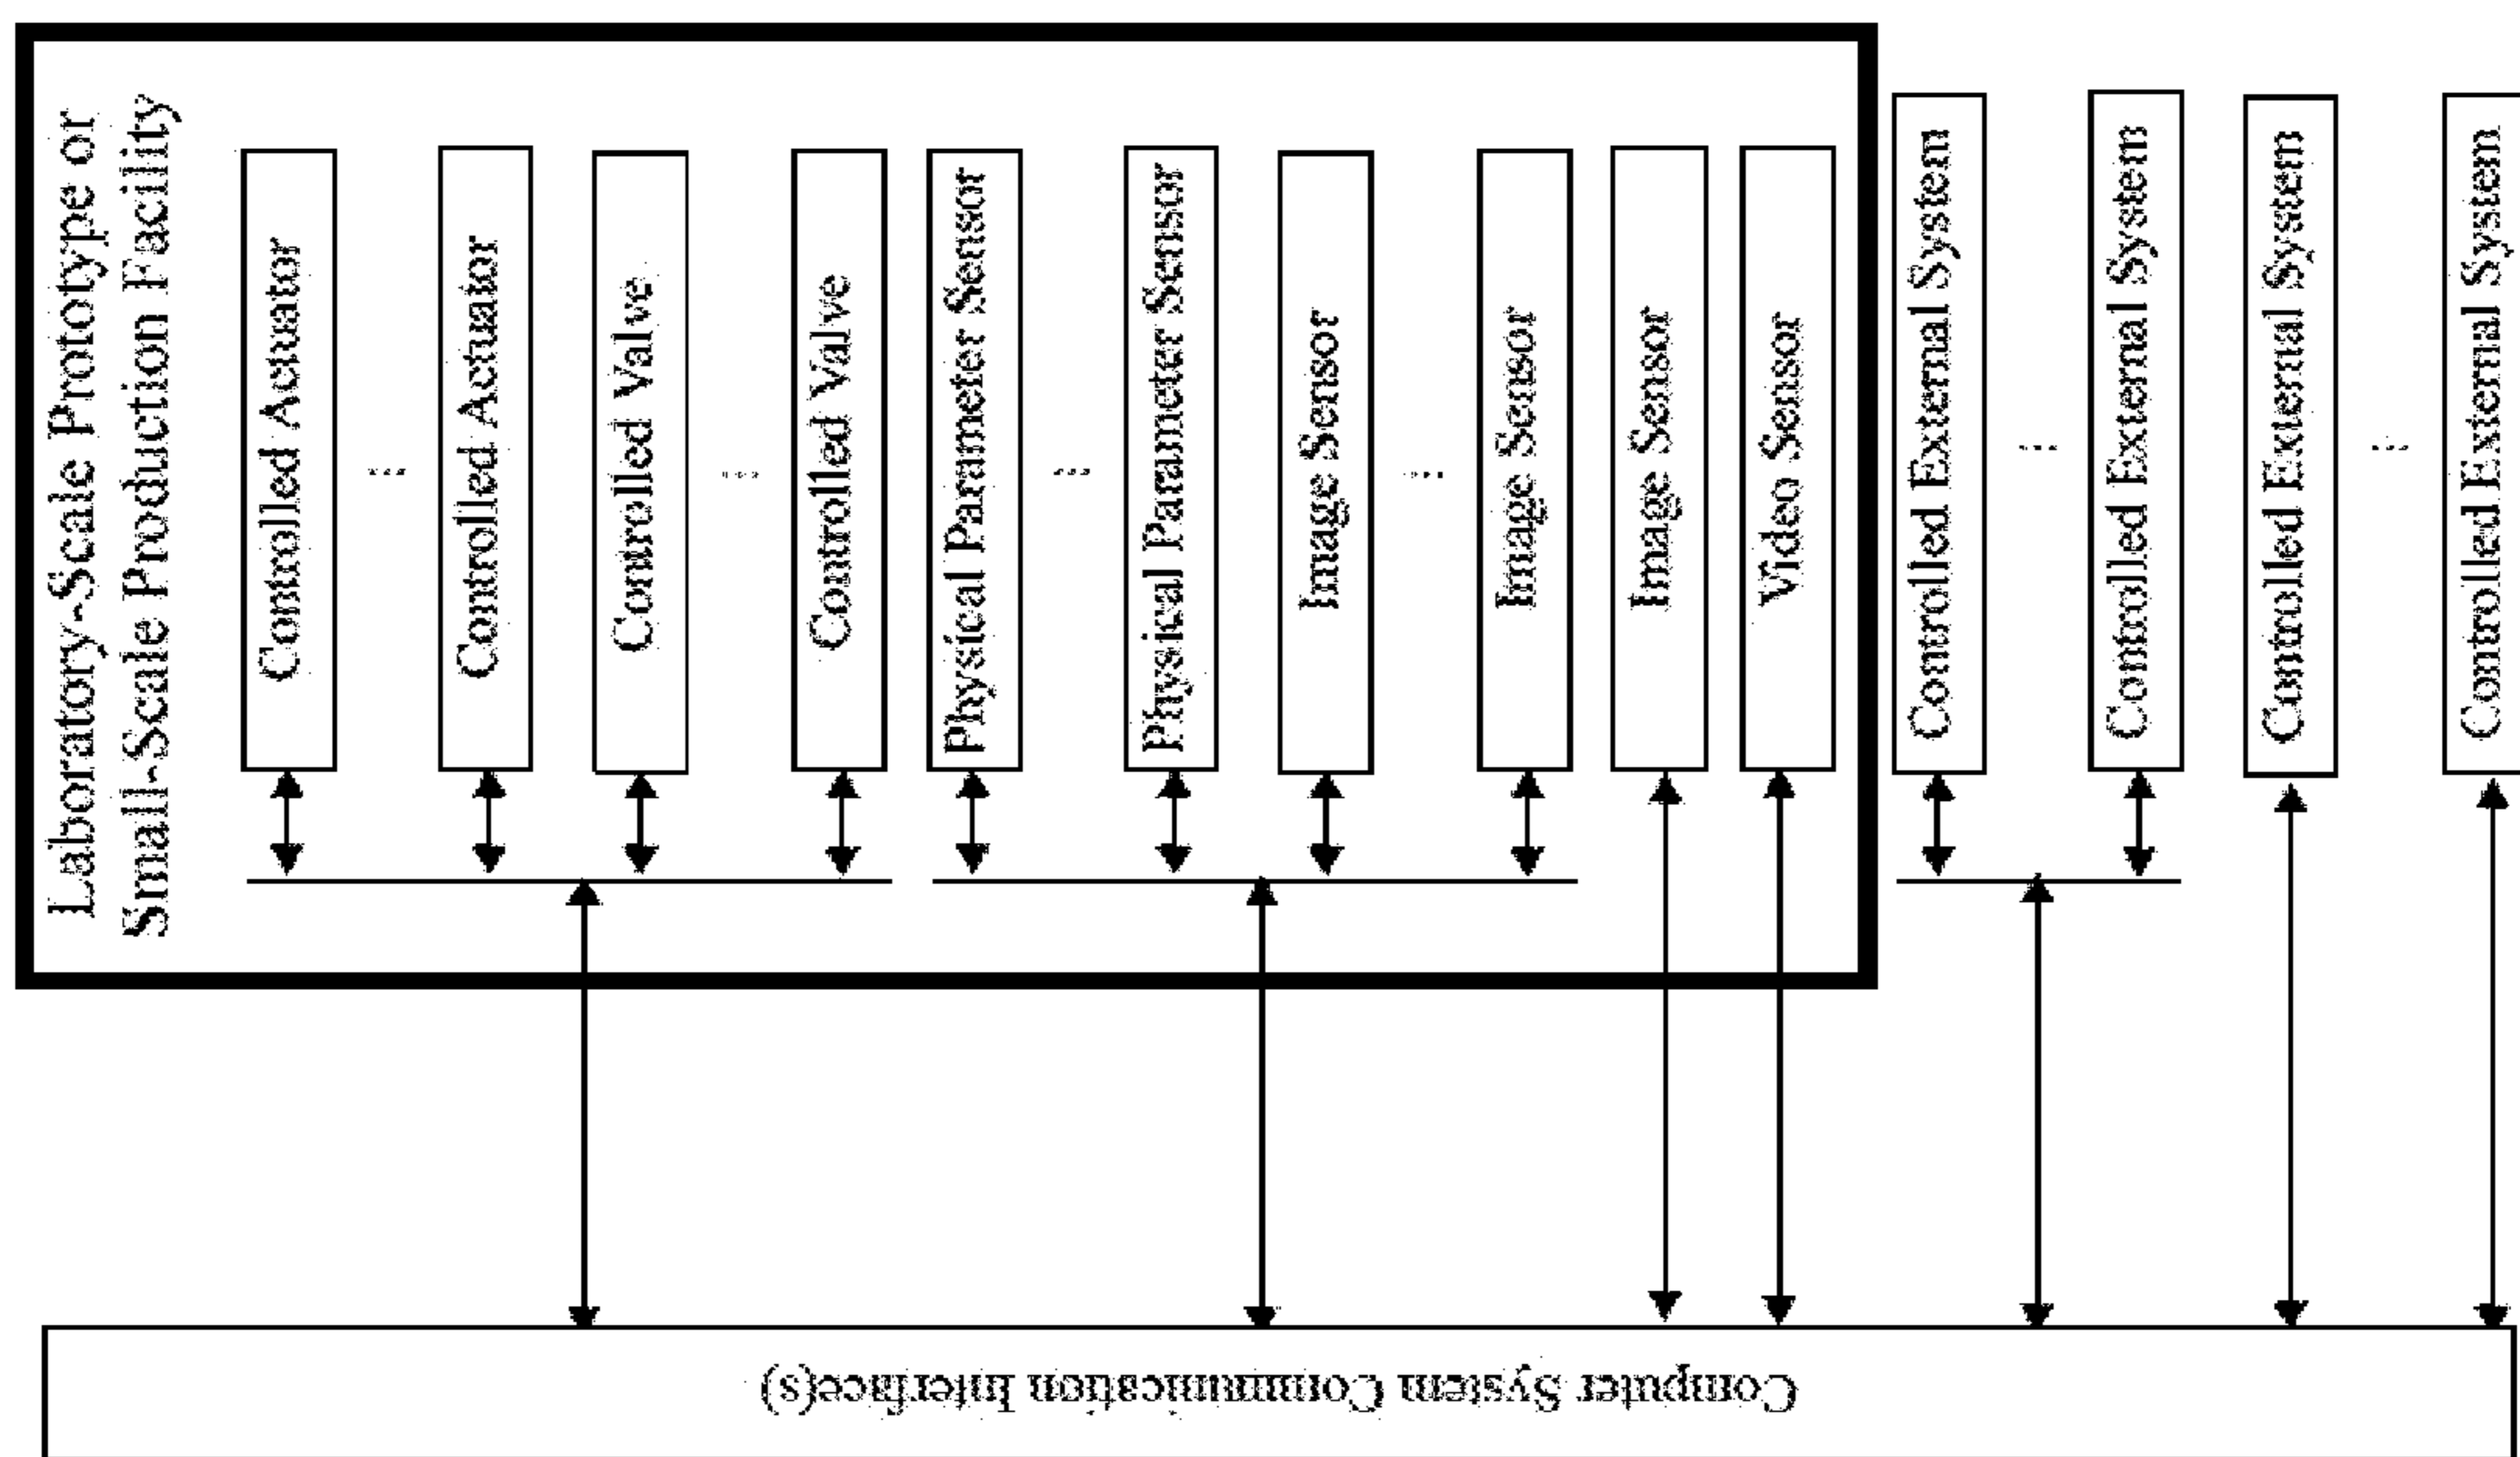 Laboratory-Scale Prototype or
Small-Scale Production Facility
Controlled Actuator
...
Controlled Actuator
Controlled Valve
...
Controlled Valve
Physical Parameter Sensor
...
Physical Parameter Sensor
Image Sensor
...
Image Sensor
Image Sensor
Video Sensor
Controlled External System
...
Controlled External System
Controlled External System
...
Controlled External System
Computer System Communication Interface(s)